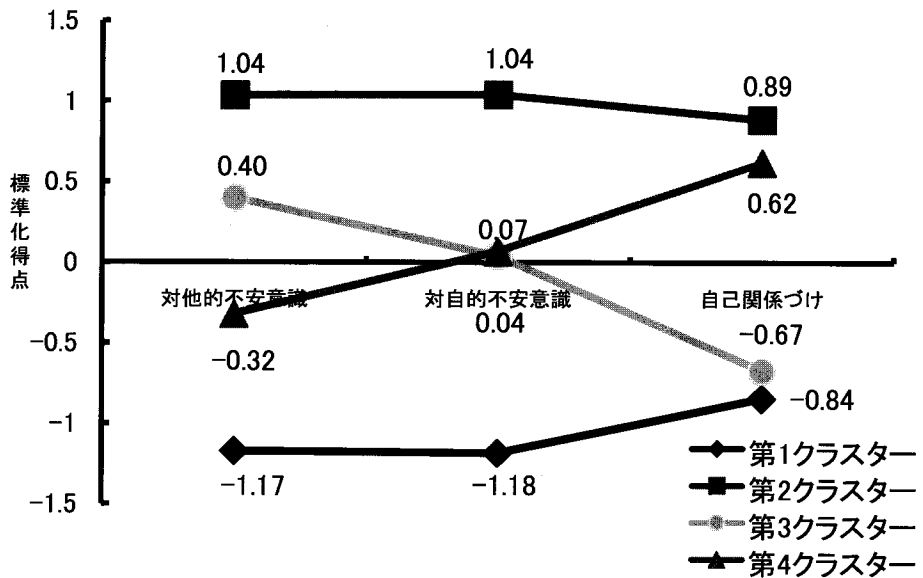 1.5
1
0.5
0
−0.5
−1
−1.5
標準化得点
1.04
1.04
0.89
0.40
0.07
0.62
対他的不安意識
対自的不安意識
自己関係づけ
−0.32
0.04
−0.67
−0.84
−1.17
−1.18
第1クラスター
第2クラスター
第3クラスター
第4クラスター